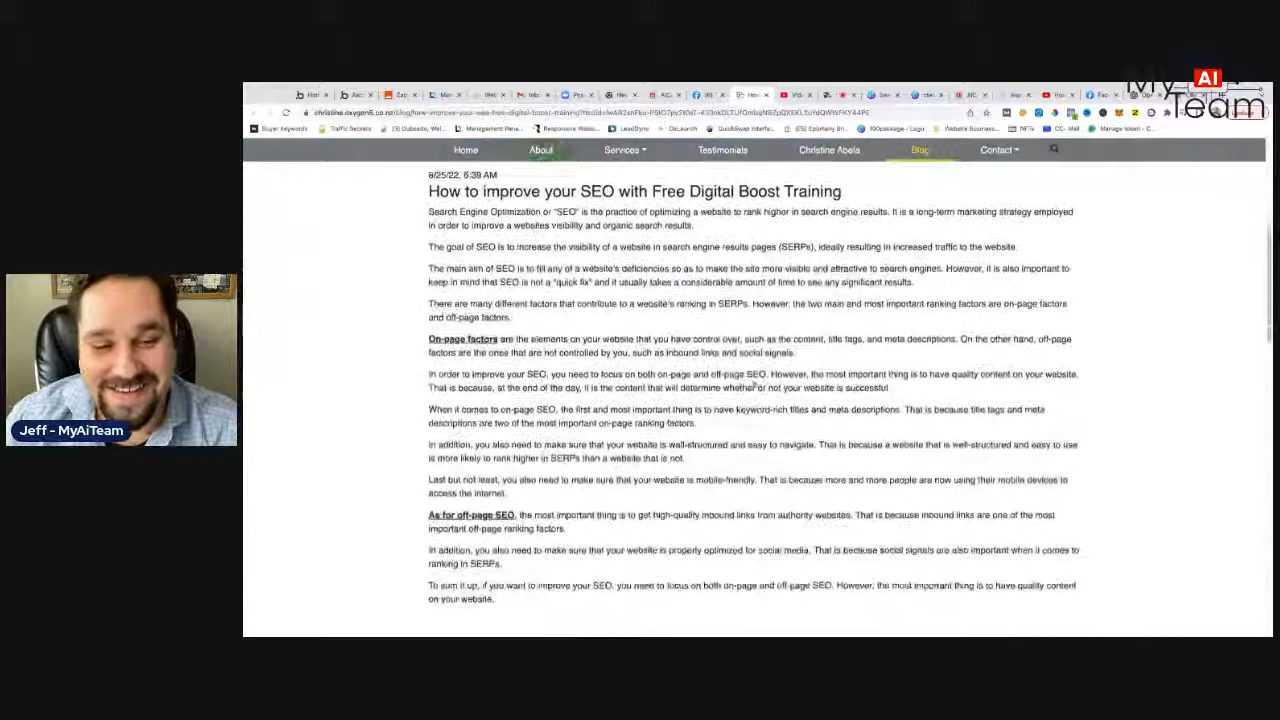 My AI Team
Buyer Keywords Traffic Secrets Responsive Webs... LeadDyno QuickSwap Interfa... Website Business... NFTs CC- Mail Manage token - C...
Home About Services Testimonials Christine Abela Blog Contact
8/25/22, 6:39 AM
How to improve your SEO with Free Digital Boost Training
Search Engine Optimization or "SEO" is the practice of optimizing a website to rank higher in search engine results. It is a long-term marketing strategy employed
in order to improve a websites visibility and organic search results.
The goal of SEO is to increase the visibility of a website in search engine results pages (SERPs), ideally resulting in increased traffic to the website.
The main aim of SEO is to fill any of a website's deficiencies so as to make the site more visible and attractive to search engines. However, it is also important to
keep in mind that SEO is not a "quick fix" and it usually takes a considerable amount of time to see any significant results.
There are many different factors that contribute to a website's ranking in SERPs. However, the two main and most important ranking factors are on-page factors
and off-page factors.
On-page factors are the elements on your website that you have control over, such as the content, title tags, and meta descriptions. On the other hand, off-page
factors are the ones that are not controlled by you, such as inbound links and social signals.
In order to improve your SEO, you need to focus on both on-page and off-page SEO. However, the most important thing is to have quality content on your website.
That is because, at the end of the day, it is the content that will determine whether or not your website is successful
When it comes to on-page SEO, the first and most important thing is to have keyword-rich titles and meta descriptions. That is because title tags and meta
descriptions are two of the most important on-page ranking factors.
In addition, you also need to make sure that your website is well-structured and easy to navigate. That is because a website that is well-structured and easy to use
is more likely to rank higher in SERPs than a website that is not.
Last but not least, you also need to make sure that your website is mobile-friendly. That is because more and more people are now using their mobile devices to
access the internet.
As for off-page SEO, the most important thing is to get high-quality inbound links from authority websites. That is because inbound links are one of the most
important off-page ranking factors.
In addition, you also need to make sure that your website is properly optimized for social media. That is because social signals are also important when it comes to
ranking in SERPs.
To sum it up, if you want to improve your SEO, you need to focus on both on-page and off-page SEO. However, the most important thing is to have quality content
on your website.
Jeff - MyAiTeam